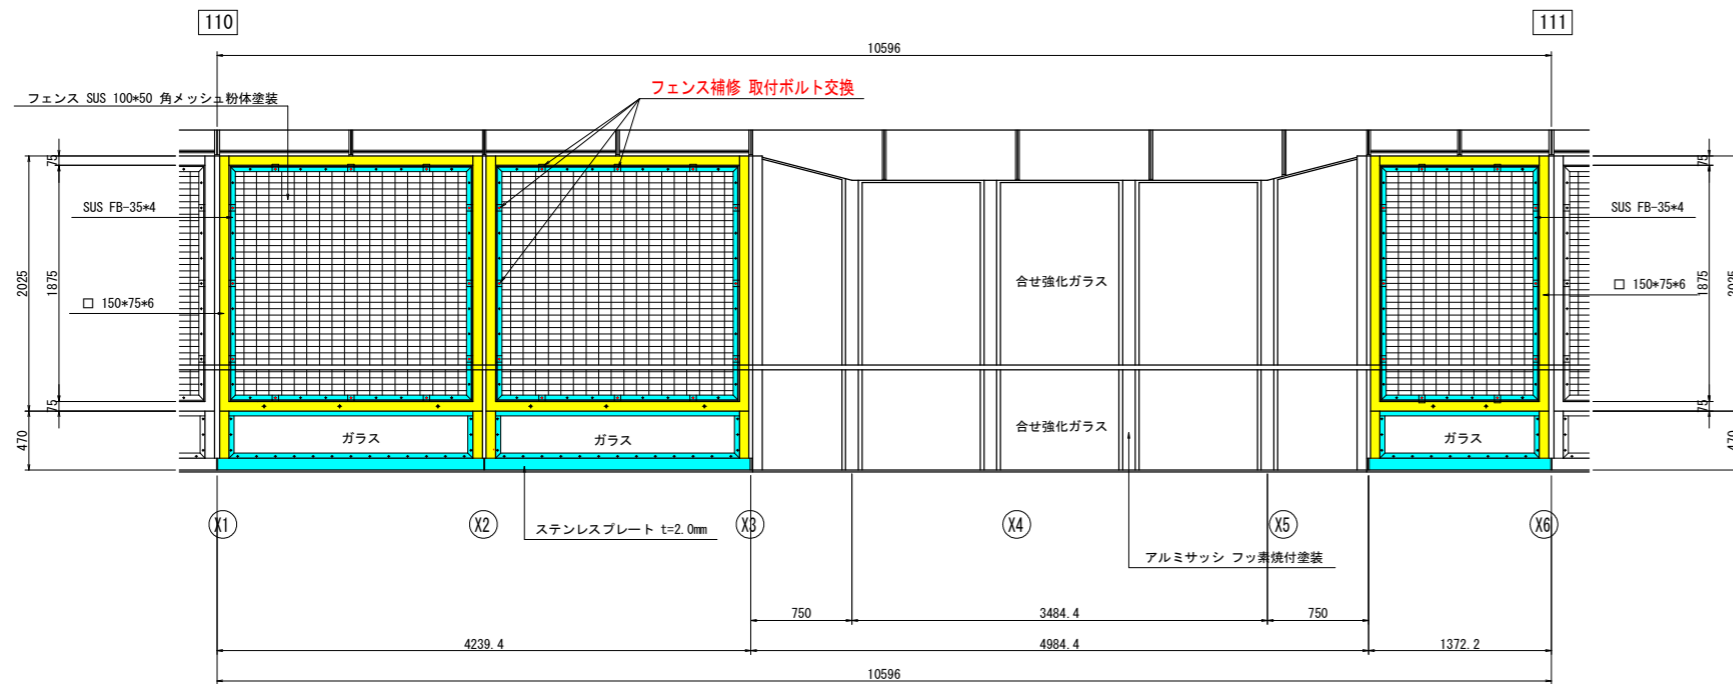 110
111
10596
フェンス補修 取付ボルト交換
フェンス SUS 100*50 角メッシュ粉体塗装
75
75
SUS FB-35*4
SUS FB-35*4
2025
1875
1875
2025
□ 150*75*6
□ 150*75*6
合せ強化ガラス
75
75
470
470
ガラス
ガラス
合せ強化ガラス
ガラス
X1
X2
X3
X4
X5
X6
ステンスプレート t=2.0mm
アルミサッシ フッ素焼付塗装
750
3484.4
750
4239.4
4984.4
1372.2
10596